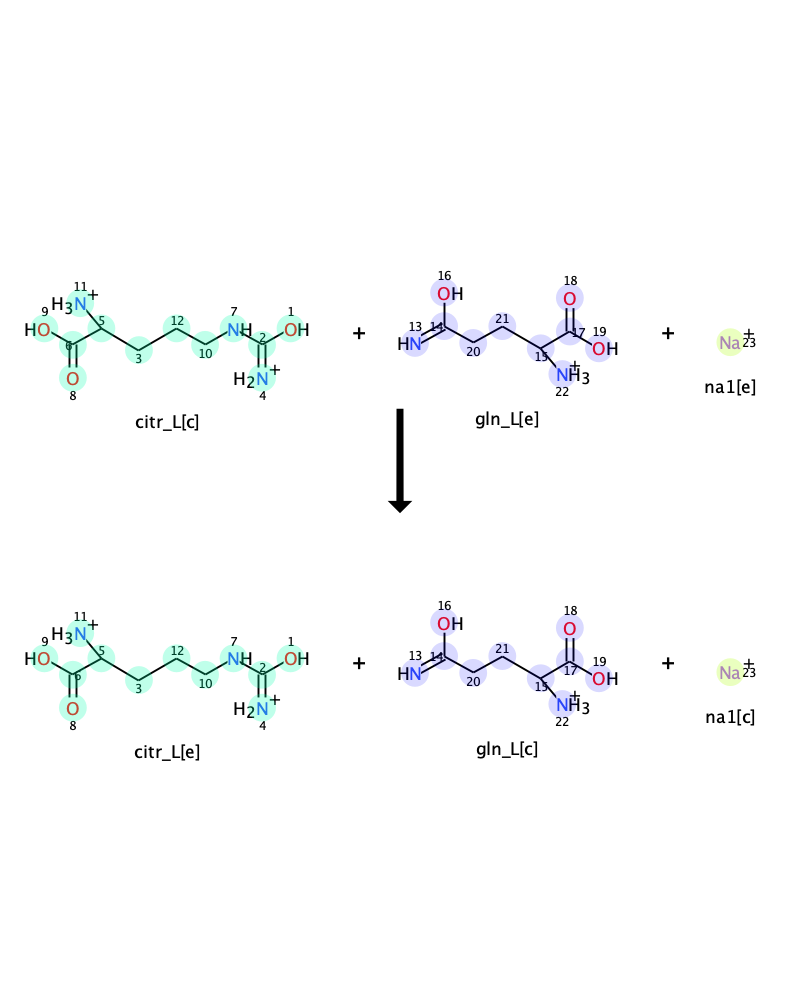 11
H3N+
9
HO
5
6
O
8
3
12
10
7
NH
2
1
OH
H2N+
4
citr_L[c]
+
16
OH
13
HN
14
20
21
15
17
18
O
19
OH
NH3+
22
gln_L[e]
+
Na+
23
na1[e]
11
H3N+
9
HO
5
6
O
8
3
12
10
7
NH
2
1
OH
H2N+
4
citr_L[e]
+
16
OH
13
HN
14
20
21
15
17
18
O
19
OH
NH3+
22
gln_L[c]
+
Na+
23
na1[c]